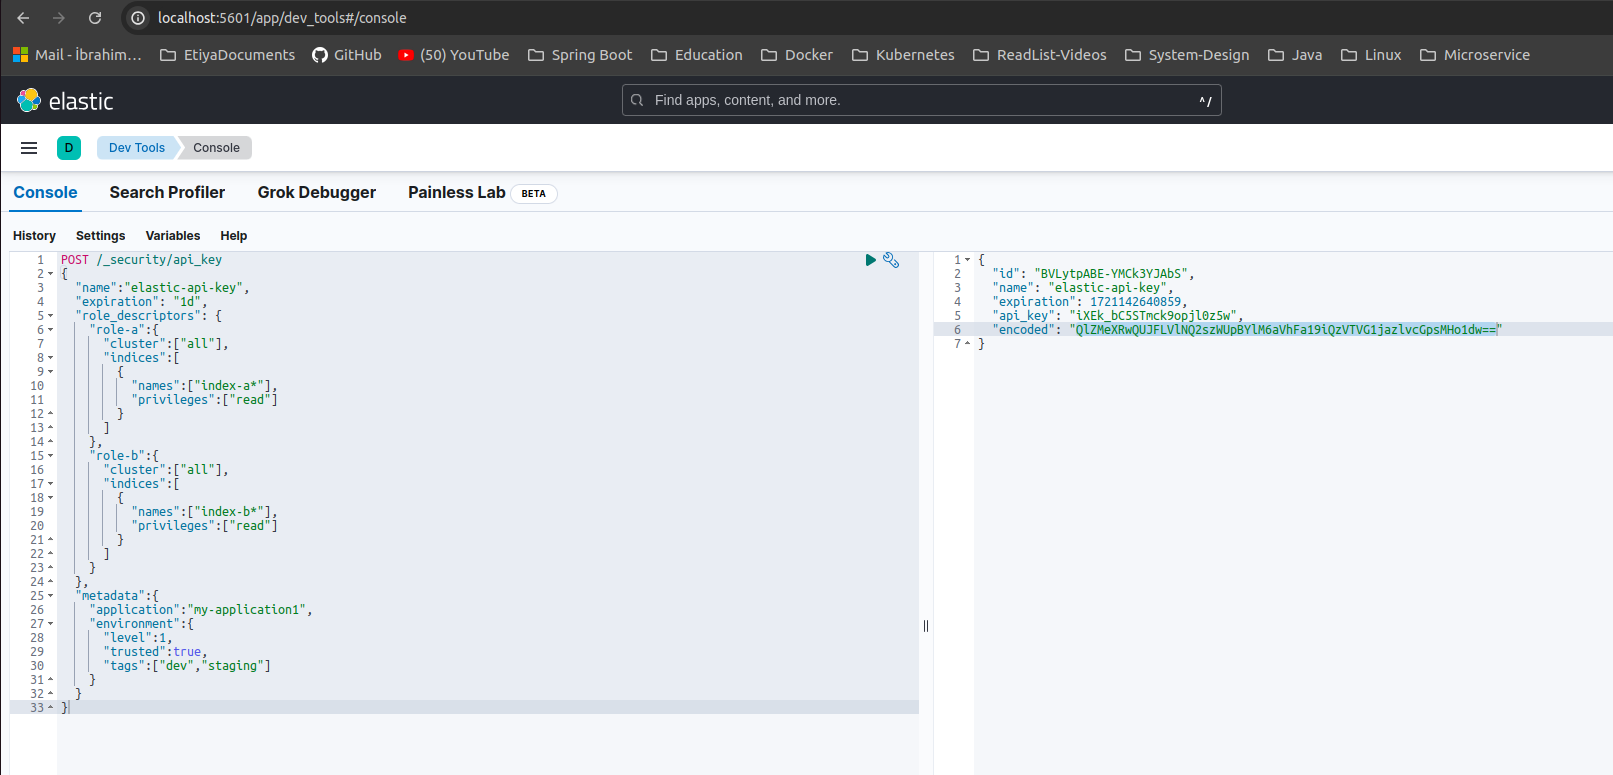 localhost:5601/app/dev_tools#/console
Mail - İbrahim... EtiyaDocuments GitHub (50) YouTube Spring Boot Education Docker Kubernetes ReadList-Videos System-Design Java Linux Microservice
elastic Find apps, content, and more. ^/
D Dev Tools Console
Console Search Profiler Grok Debugger Painless Lab BETA
History Settings Variables Help
1 POST /_security/api_key
2 {
3 "name":"elastic-api-key",
4 "expiration": "1d",
5 "role_descriptors": {
6 "role-a":{
7 "cluster":["all"],
8 "indices":[
9 {
10 "names":["index-a*"],
11 "privileges":["read"]
12 }
13 ]
14 },
15 "role-b":{
16 "cluster":["all"],
17 "indices":[
18 {
19 "names":["index-b*"],
20 "privileges":["read"]
21 }
22 ]
23 }
24 },
25 "metadata":{
26 "application":"my-application1",
27 "environment":{
28 "level":1,
29 "trusted":true,
30 "tags":["dev","staging"]
31 }
32 }
33 }
1 {
2 "id": "BVLytpABE-YMCk3YJAbS",
3 "name": "elastic-api-key",
4 "expiration": 1721142640859,
5 "api_key": "iXEk_bC5STmck9opjl0z5w",
6 "encoded": "QlZMeXRwQUJFLVlNQ2szWUpBYlM6aVhFa19iQzVTVG1jazlvcGpsMHo1dw=="
7 }